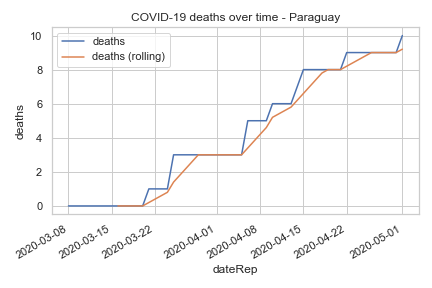 COVID-19 deaths over time - Paraguay
deaths
deaths (rolling)
deaths
10
8
6
4
2
0
2020-03-08
2020-03-15
2020-03-22
2020-04-01
2020-04-08
2020-04-15
2020-04-22
2020-05-01
dateRep